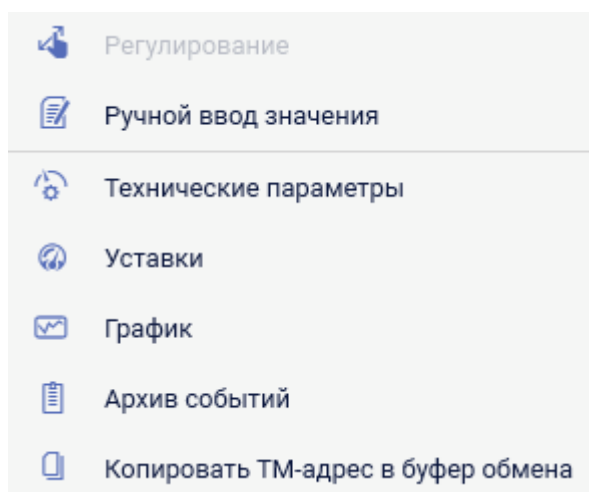 Регулирование
Ручной ввод значения
Технические параметры
Уставки
График
Архив событий
Копировать ТМ-адрес в буфер обмена